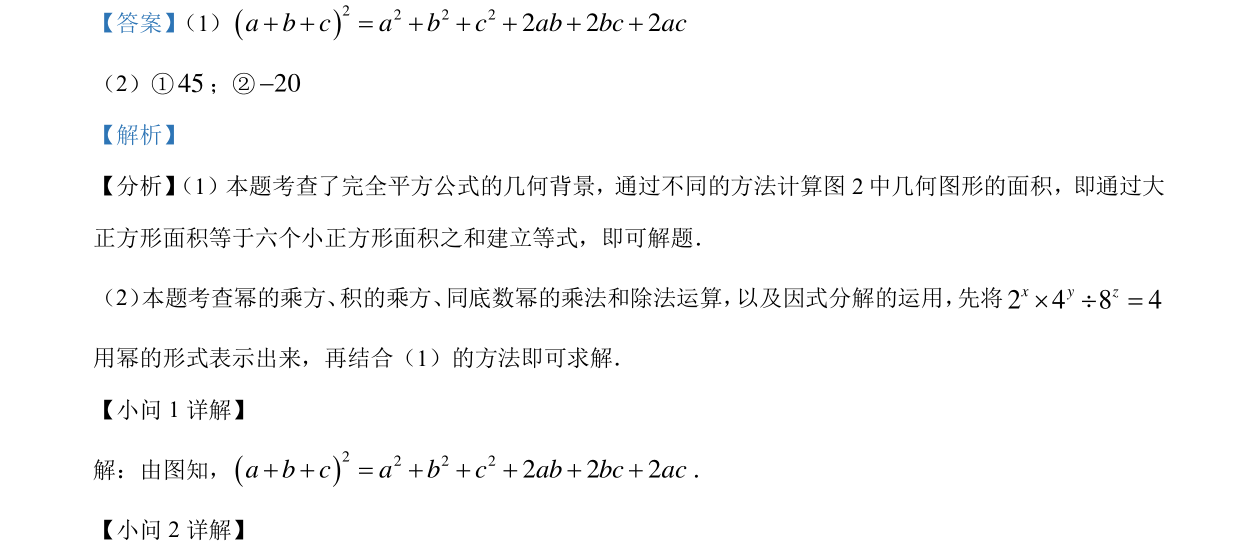 【答案】（1）(a+b+c)²=a²+b²+c²+2ab+2bc+2ac
（2）①45；②−20
【解析】
【分析】（1）本题考查了完全平方公式的几何背景，通过不同的方法计算图 2 中几何图形的面积，即通过大
正方形面积等于六个小正方形面积之和建立等式，即可解题．
（2）本题考查幂的乘方、积的乘方、同底数幂的乘法和除法运算，以及因式分解的运用，先将 2ˣ×4ʸ÷8ᶻ=4
用幂的形式表示出来，再结合（1）的方法即可求解．
【小问 1 详解】
解：由图知，(a+b+c)²=a²+b²+c²+2ab+2bc+2ac．
【小问 2 详解】